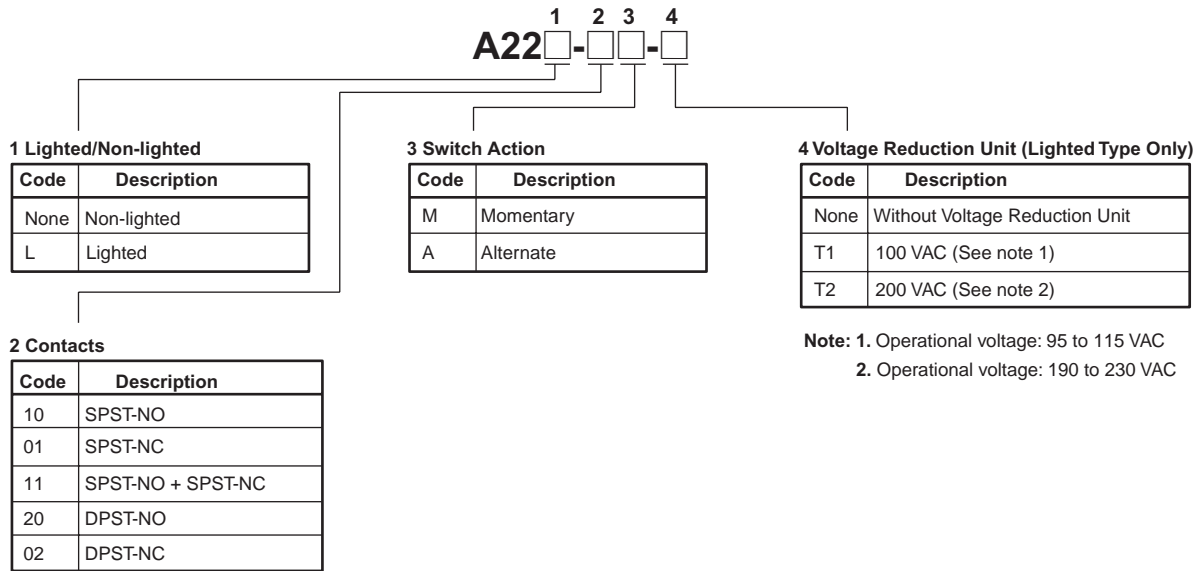 1 2 3 4
A22□-□□-□
1 Lighted/Non-lighted
Code Description
None Non-lighted
L Lighted
2 Contacts
Code Description
10 SPST-NO
01 SPST-NC
11 SPST-NO + SPST-NC
20 DPST-NO
02 DPST-NC
3 Switch Action
Code Description
M Momentary
A Alternate
4 Voltage Reduction Unit (Lighted Type Only)
Code Description
None Without Voltage Reduction Unit
T1 100 VAC (See note 1)
T2 200 VAC (See note 2)
Note: 1. Operational voltage: 95 to 115 VAC
2. Operational voltage: 190 to 230 VAC